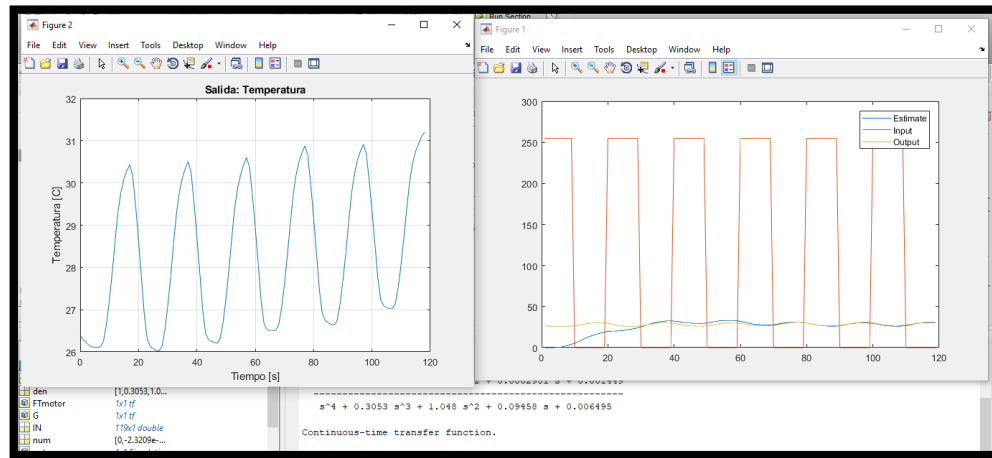 Figure 2
File Edit View Insert Tools Desktop Window Help
Salida: Temperatura
32
31
30
29
28
27
26
Temperatura [C]
0 20 40 60 80 100 120
Tiempo [s]
Run Section
Figure 1
File Edit View Insert Tools Desktop Window Help
300
250
200
150
100
50
0
0 20 40 60 80 100 120
Estimate
Input
Output
den [1,0.3053,1.0...
FTmotor 1x1 tf
G 1x1 tf
IN 119x1 double
num [0,-2.3209e-...
s^4 + 0.3053 s^3 + 1.048 s^2 + 0.09458 s + 0.006495
Continuous-time transfer function.